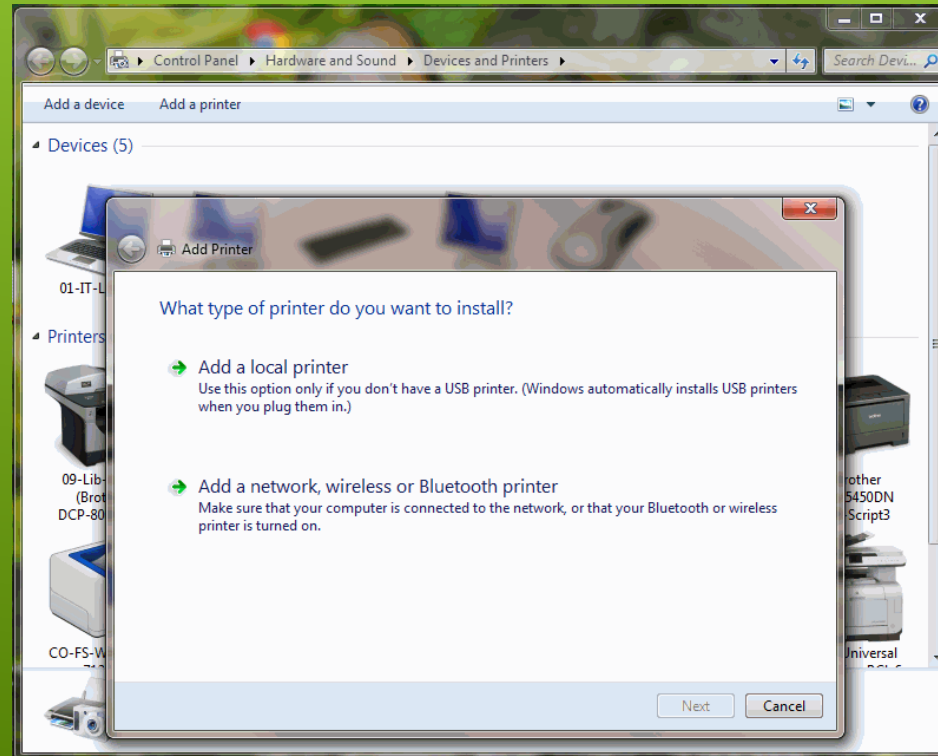 Control Panel Hardware and Sound Devices and Printers
Search Devi...
Add a device Add a printer
Devices (5)
Add Printer
01-IT-L
What type of printer do you want to install?
Printers
Add a local printer
Use this option only if you don't have a USB printer. (Windows automatically installs USB printers
when you plug them in.)
09-Lib-
(Brot
DCP-80
Add a network, wireless or Bluetooth printer
Make sure that your computer is connected to the network, or that your Bluetooth or wireless
printer is turned on.
rother
5450DN
-Script3
CO-FS-W
Universal
Next Cancel